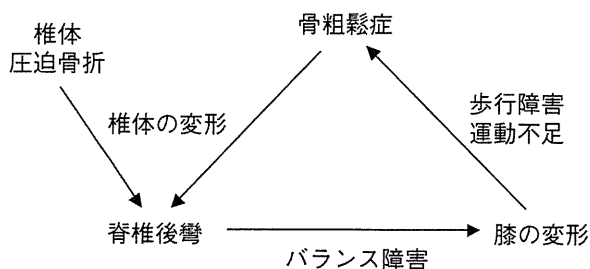 骨粗鬆症
椎体
圧迫骨折
椎体の変形
歩行障害
運動不足
脊椎後彎
膝の変形
バランス障害